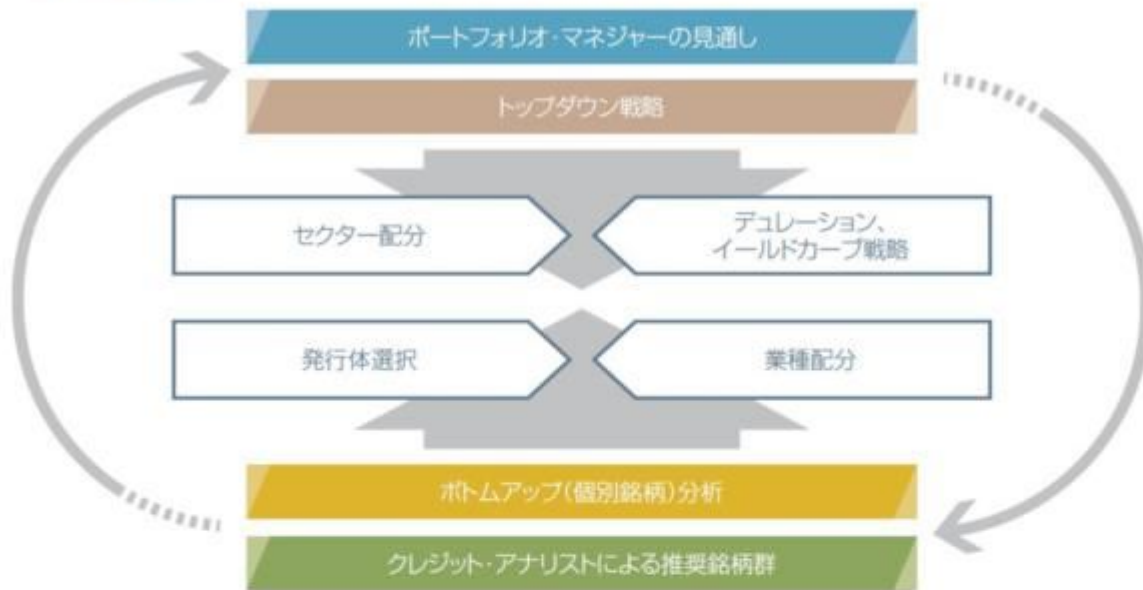 ポートフォリオ・マネジャーの見通し
トップダウン戦略
セクター配分
デュレーション、
イールドカーブ戦略
発行体選択
業種配分
ボトムアップ(個別銘柄)分析
クレジット・アナリストによる推奨銘柄群